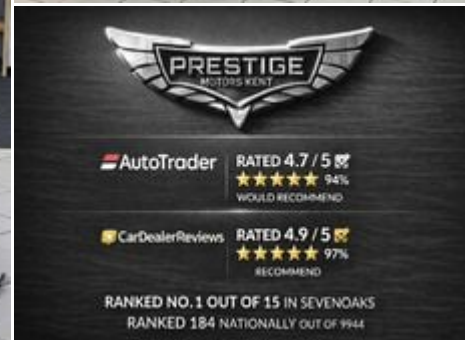 PRESTIGE
MOTORS KENT
AutoTrader
RATED 4.7 / 5
94%
WOULD RECOMMEND
CarDealerReviews
RATED 4.9 / 5
97%
RECOMMEND
RANKED NO.1 OUT OF 15 IN SEVENOAKS
RANKED 184 NATIONALLY OUT OF 9944